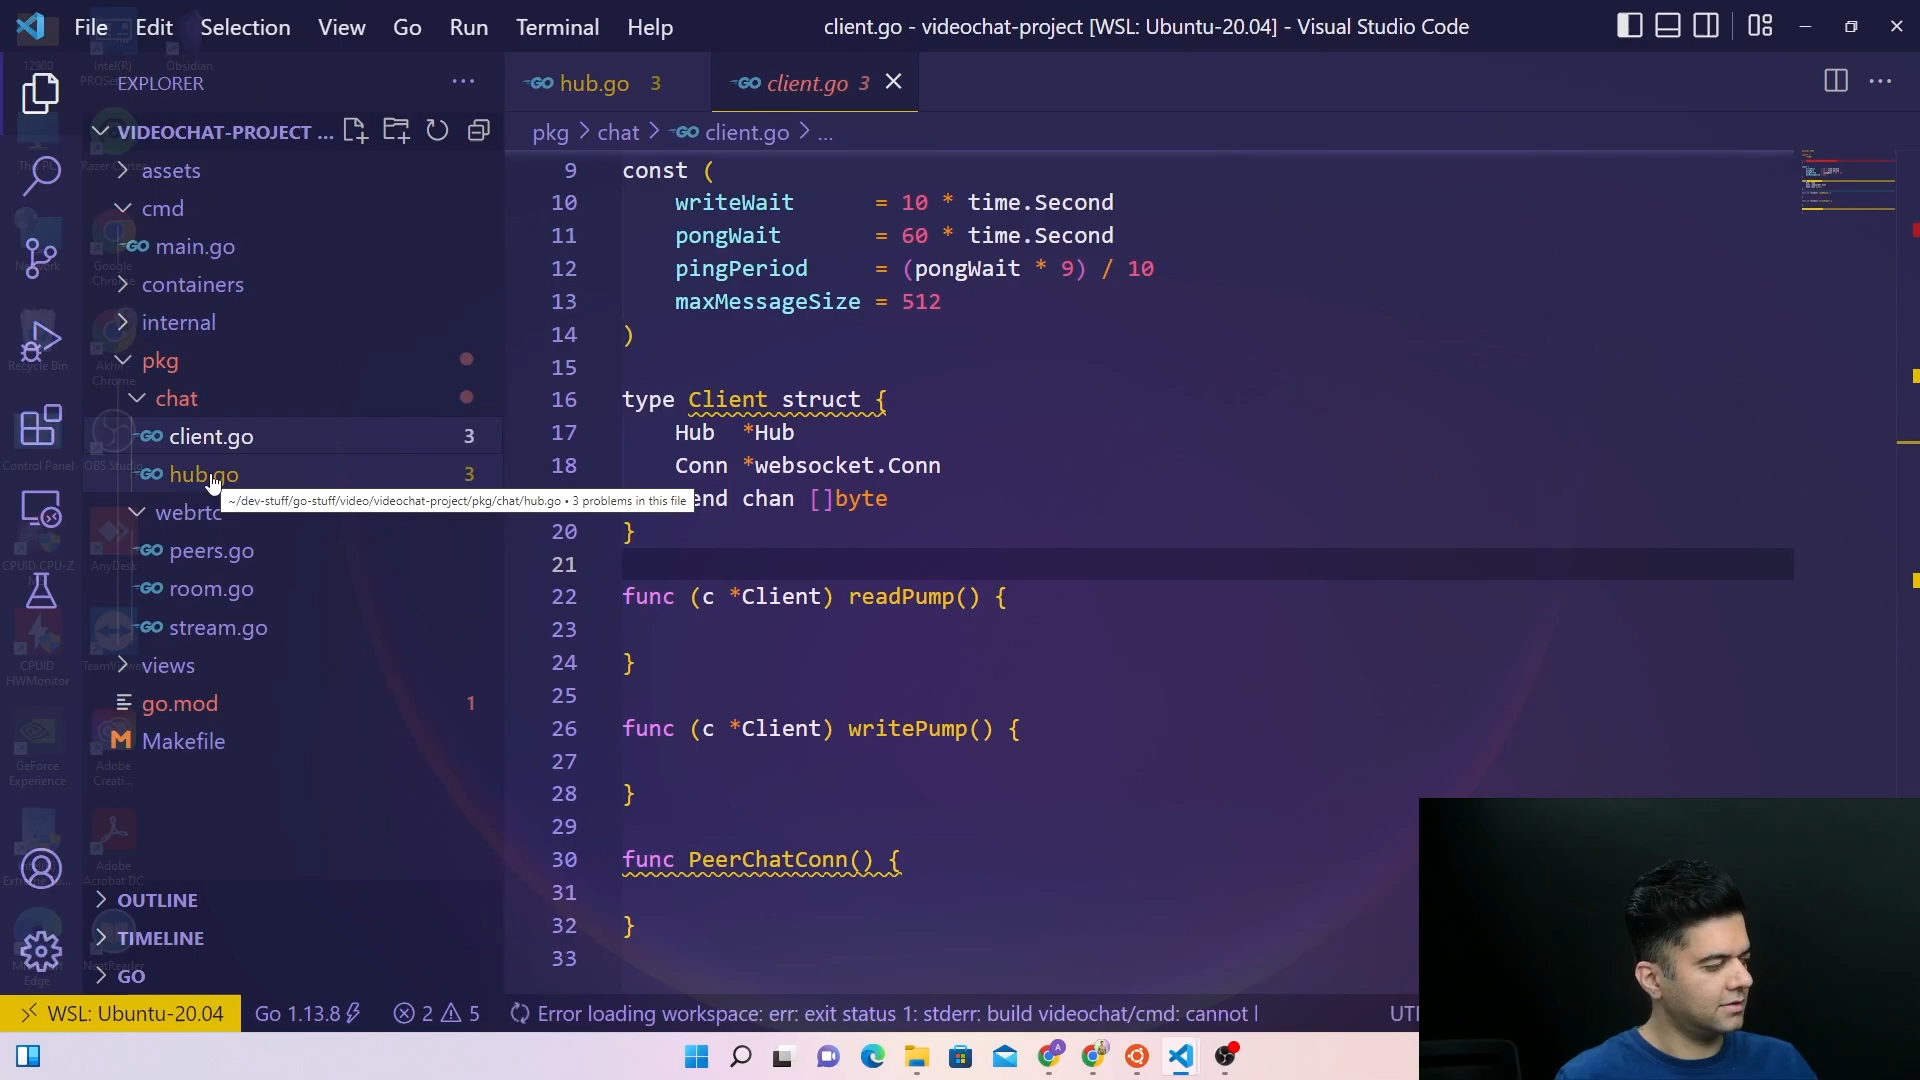 File Edit Selection View Go Run Terminal Help
client.go - videochat-project [WSL: Ubuntu-20.04] - Visual Studio Code
EXPLORER
VIDEOCHAT-PROJECT ...
assets
cmd
main.go
containers
internal
pkg
chat
client.go 3
hub.go 3
~/dev-stuff/go-stuff/video/videochat-project/pkg/chat/hub.go • 3 problems in this file
webrtc
peers.go
room.go
stream.go
views
go.mod 1
Makefile
OUTLINE
TIMELINE
GO
hub.go 3
client.go 3
pkg > chat > client.go > ...
9 const (
10 writeWait = 10 * time.Second
11 pongWait = 60 * time.Second
12 pingPeriod = (pongWait * 9) / 10
13 maxMessageSize = 512
14 )
15
16 type Client struct {
17 Hub *Hub
18 Conn *websocket.Conn
end chan []byte
20 }
21
22 func (c *Client) readPump() {
23
24 }
25
26 func (c *Client) writePump() {
27
28 }
29
30 func PeerChatConn() {
31
32 }
33
WSL: Ubuntu-20.04 Go 1.13.8 2 5 Error loading workspace: err: exit status 1: stderr: build videochat/cmd: cannot l